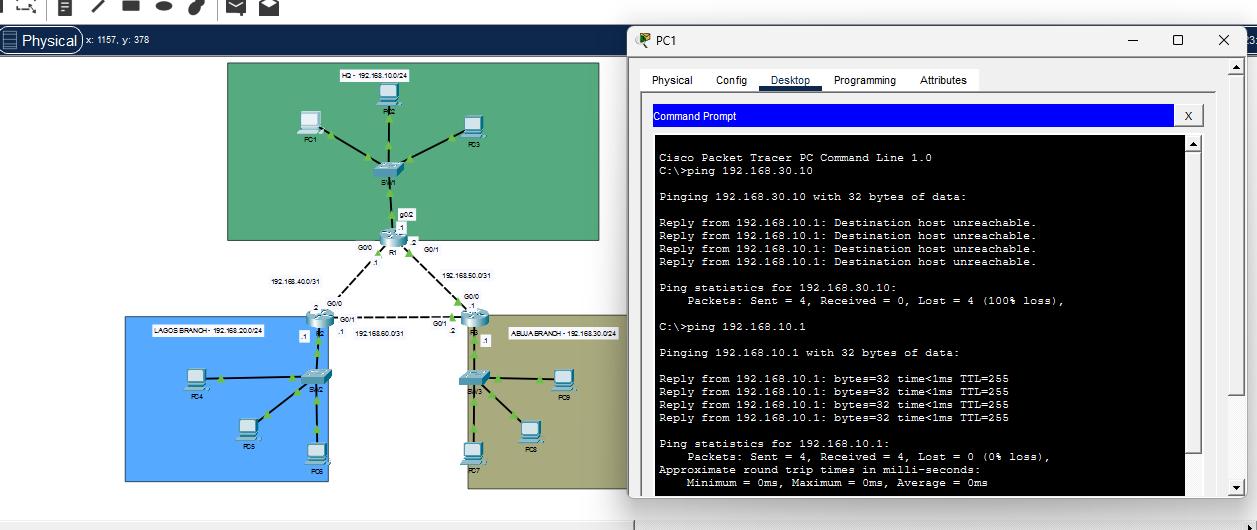 Physical
x: 1157, y: 378
HQ - 192.168.10.0/24
PC1
PC2
PC3
SW1
g0/2
.1
.2
G0/0
R1
G0/1
.1
192.168.40.0/31
192.168.50.0/31
.2
G0/0
G0/0
.1
G0/1
G0/1
R2
R3
.1
192.168.60.0/31
.2
LAGOS BRANCH - 192.168.20.0/24
.1
.1
ABUJA BRANCH - 192.168.30.0/24
PC4
SW2
SW3
PC9
PC5
PC8
PC6
PC7
PC1
Physical
Config
Desktop
Programming
Attributes
Command Prompt
X
Cisco Packet Tracer PC Command Line 1.0
C:\>ping 192.168.30.10
Pinging 192.168.30.10 with 32 bytes of data:
Reply from 192.168.10.1: Destination host unreachable.
Reply from 192.168.10.1: Destination host unreachable.
Reply from 192.168.10.1: Destination host unreachable.
Reply from 192.168.10.1: Destination host unreachable.
Ping statistics for 192.168.30.10:
Packets: Sent = 4, Received = 0, Lost = 4 (100% loss),
C:\>ping 192.168.10.1
Pinging 192.168.10.1 with 32 bytes of data:
Reply from 192.168.10.1: bytes=32 time<1ms TTL=255
Reply from 192.168.10.1: bytes=32 time<1ms TTL=255
Reply from 192.168.10.1: bytes=32 time<1ms TTL=255
Reply from 192.168.10.1: bytes=32 time<1ms TTL=255
Ping statistics for 192.168.10.1:
Packets: Sent = 4, Received = 4, Lost = 0 (0% loss),
Approximate round trip times in milli-seconds:
Minimum = 0ms, Maximum = 0ms, Average = 0ms